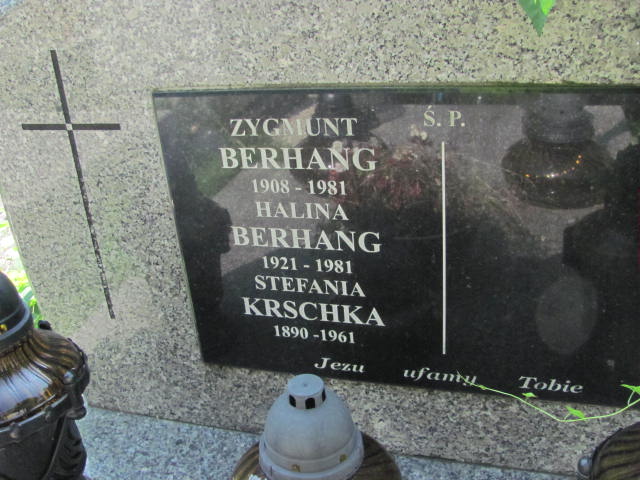 Ś. P.
ZYGMUNT
BERHANG
1908 - 1981
HALINA
BERHANG
1921 - 1981
STEFANIA
KRSCHKA
1890 - 1961
Jezu ufamy Tobie